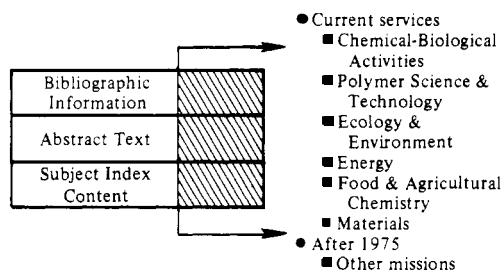 Bibliographic
Information
Abstract Text
Subject Index
Content
● Current services
■ Chemical-Biological
Activities
■ Polymer Science &
Technology
■ Ecology &
Environment
■ Energy
■ Food & Agricultural
Chemistry
■ Materials
● After 1975
■ Other missions